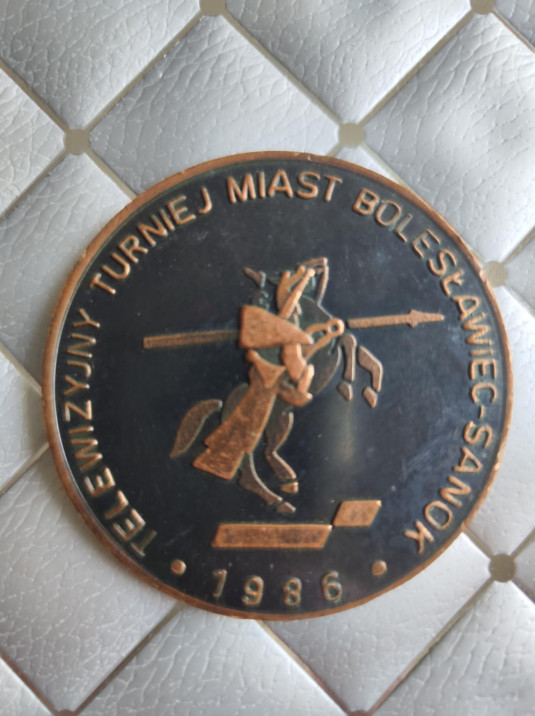 TELEWIZYJNY TURNIEJ MIAST BOLESŁAWIEC-SANOK
• 1986 •